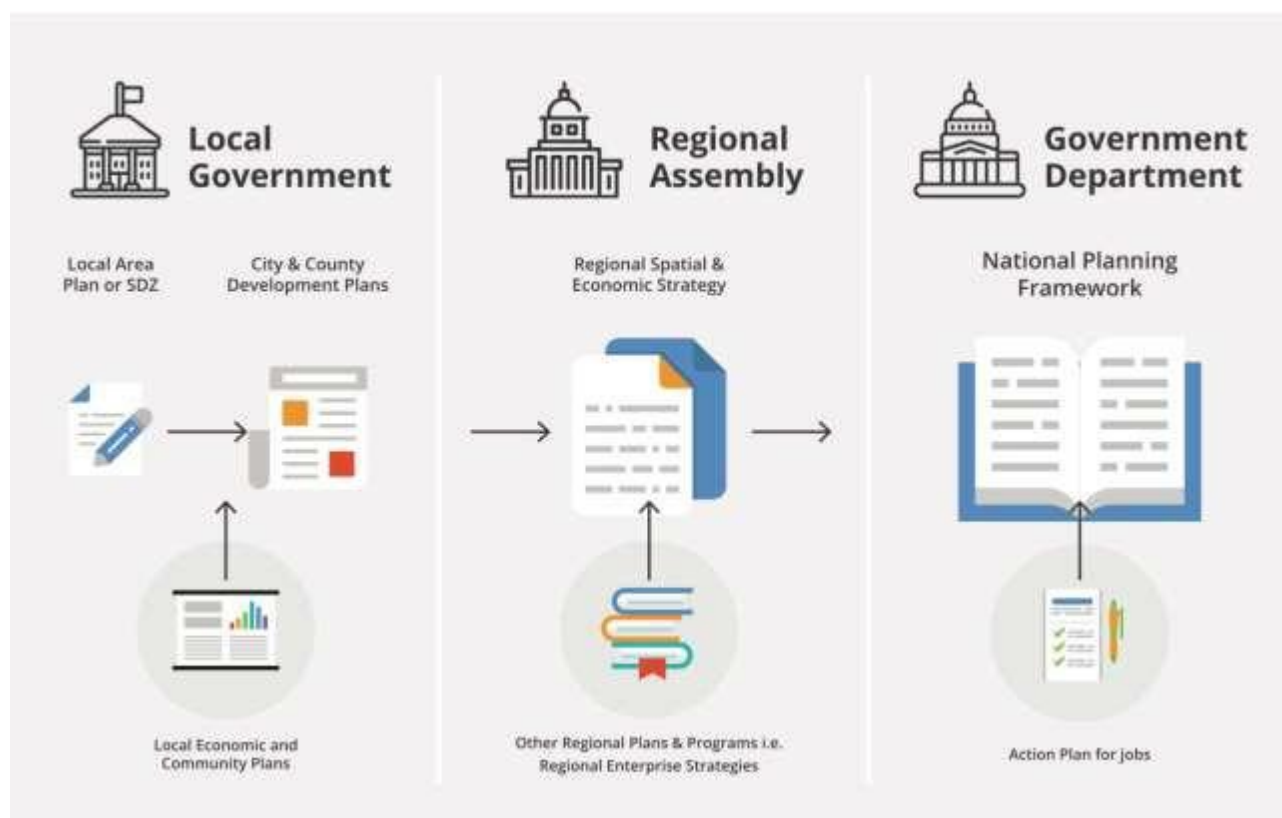 Local
Government
Local Area
Plan or SDZ
City & County
Development Plans
Local Economic and
Community Plans
Regional
Assembly
Regional Spatial &
Economic Strategy
Other Regional Plans & Programs i.e.
Regional Enterprise Strategies
Government
Department
National Planning
Framework
Action Plan for jobs